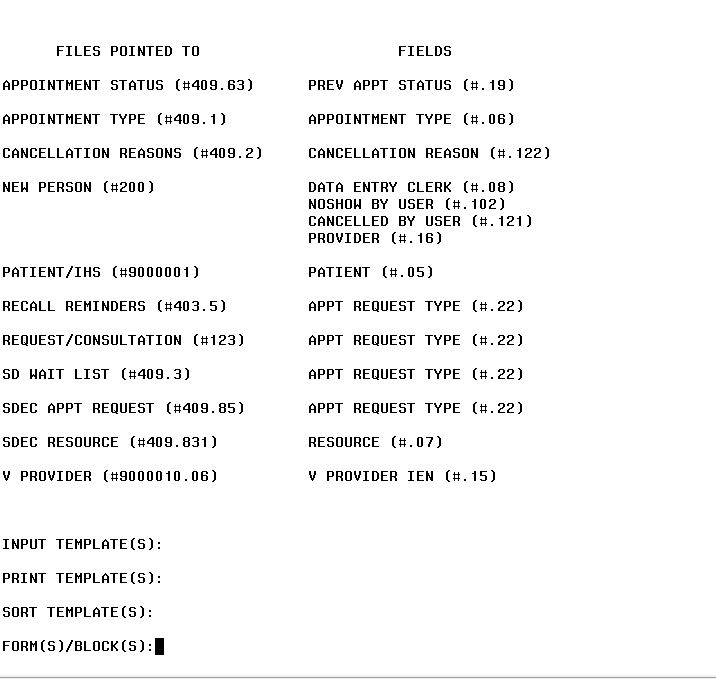 FILES POINTED TO                      FIELDS
APPOINTMENT STATUS (#409.63)      PREV APPT STATUS (#.19)
APPOINTMENT TYPE (#409.1)         APPOINTMENT TYPE (#.06)
CANCELLATION REASONS (#409.2)     CANCELLATION REASON (#.122)
NEW PERSON (#200)                 DATA ENTRY CLERK (#.08)
NOSHOW BY USER (#.102)
CANCELLED BY USER (#.121)
PROVIDER (#.16)
PATIENT/IHS (#9000001)            PATIENT (#.05)
RECALL REMINDERS (#403.5)         APPT REQUEST TYPE (#.22)
REQUEST/CONSULTATION (#123)       APPT REQUEST TYPE (#.22)
SD WAIT LIST (#409.3)             APPT REQUEST TYPE (#.22)
SDEC APPT REQUEST (#409.85)       APPT REQUEST TYPE (#.22)
SDEC RESOURCE (#409.831)          RESOURCE (#.07)
V PROVIDER (#9000010.06)          V PROVIDER IEN (#.15)
INPUT TEMPLATE(S):
PRINT TEMPLATE(S):
SORT TEMPLATE(S):
FORM(S)/BLOCK(S):